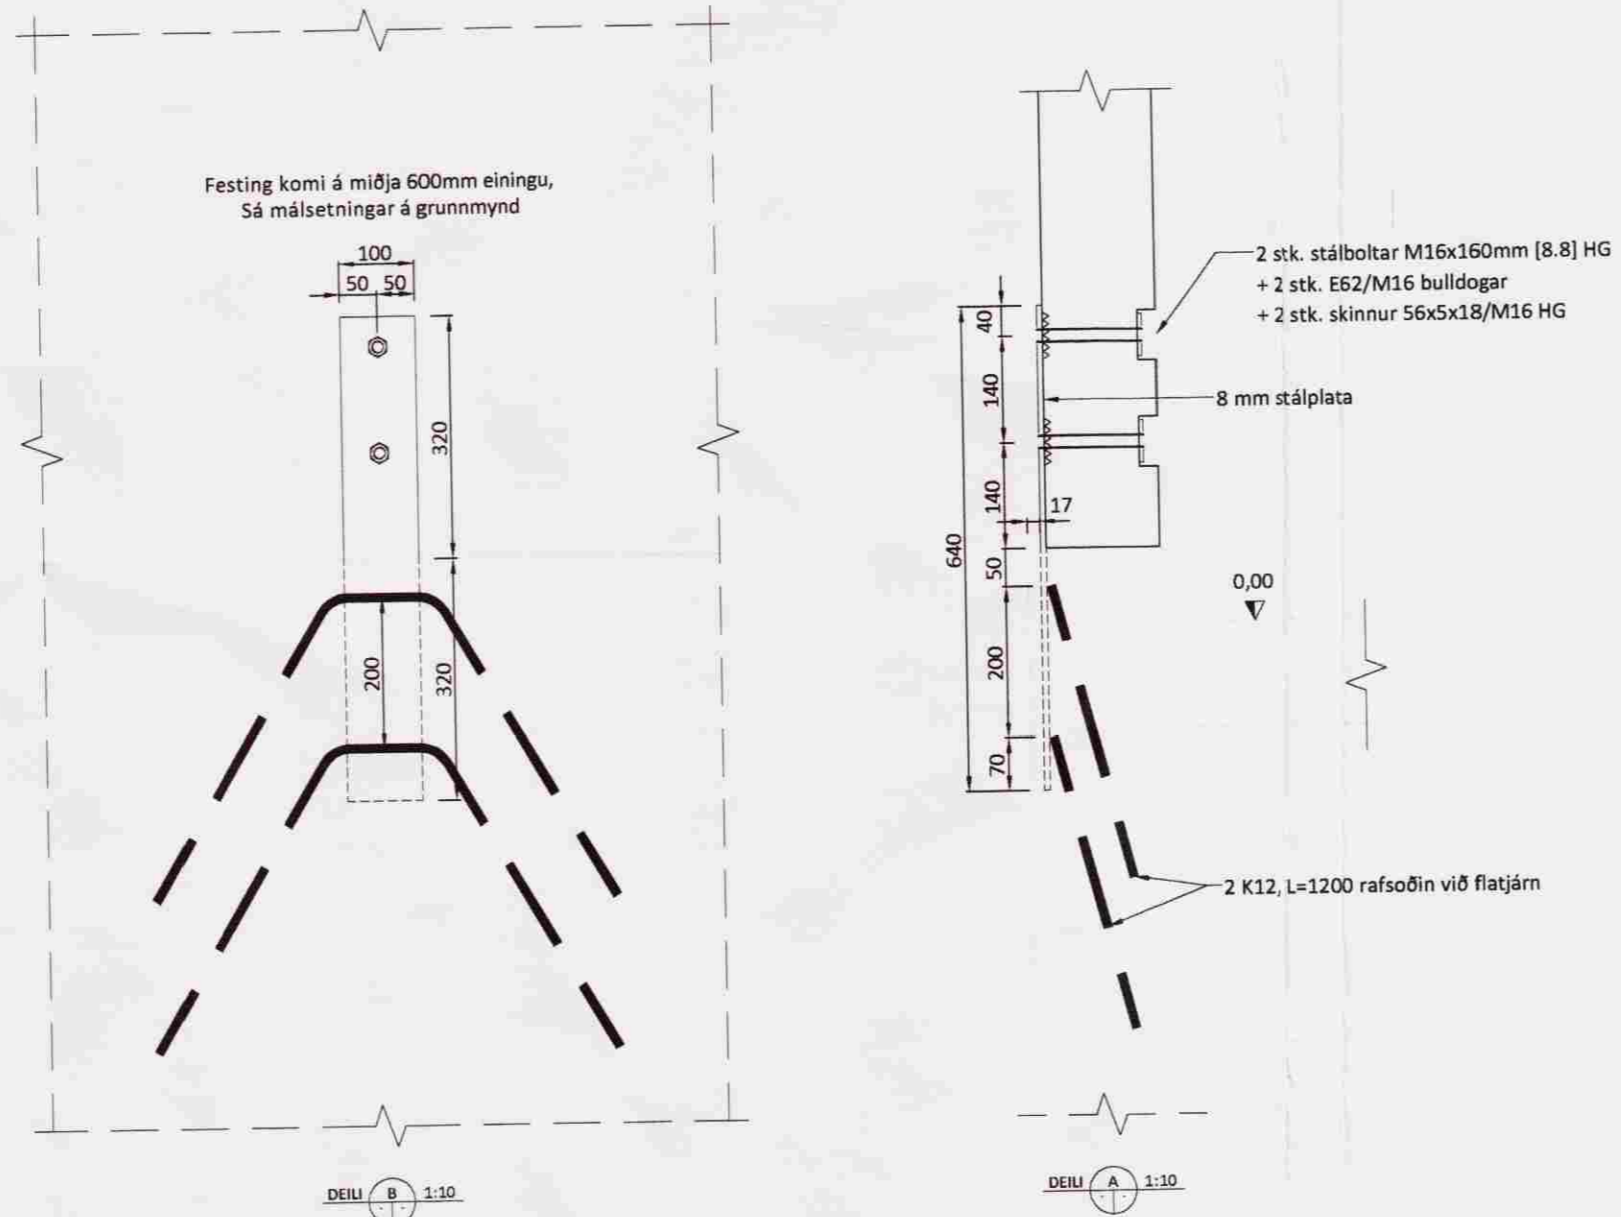 Festing komi á miðja 600mm einingu,
Sá málsetningar á grunnmynd
100
50 50
320
200
320
DEILI B 1:10
2 stk. stálboltar M16x160mm [8.8] HG
+ 2 stk. E62/M16 bulldogar
+ 2 stk. skinnur 56x5x18/M16 HG
40
140
8 mm stálplata
140
17
640
50
0,00
200
70
2 K12, L=1200 rafsoðin við flatjárn
DEILI A 1:10